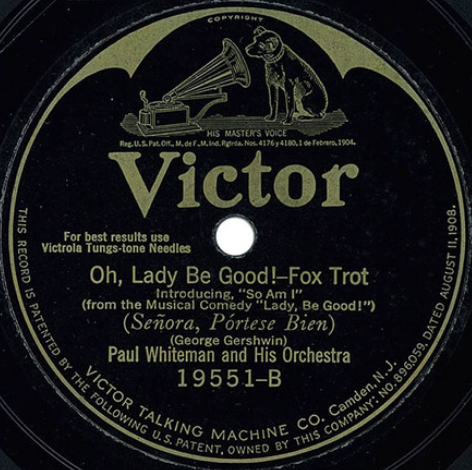 COPYRIGHT
HIS MASTER'S VOICE
Reg. U.S. Pat. Off., M. de F., M. Ind. Rgtrda. Nos. 4176 y 4180, 1 de Febrero, 1904.
Victor
For best results use
Victrola Tungs-tone Needles
Oh, Lady Be Good!–Fox Trot
Introducing, "So Am I"
(from the Musical Comedy "Lady, Be Good!")
(Señora, Pórtese Bien)
(George Gershwin)
Paul Whiteman and His Orchestra
19551–B
VICTOR TALKING MACHINE CO. Camden, N. J.
THIS RECORD IS PATENTED BY THE FOLLOWING U.S. PATENT, OWNED BY THIS COMPANY: NO. 896,059, DATED AUGUST 11, 1908.